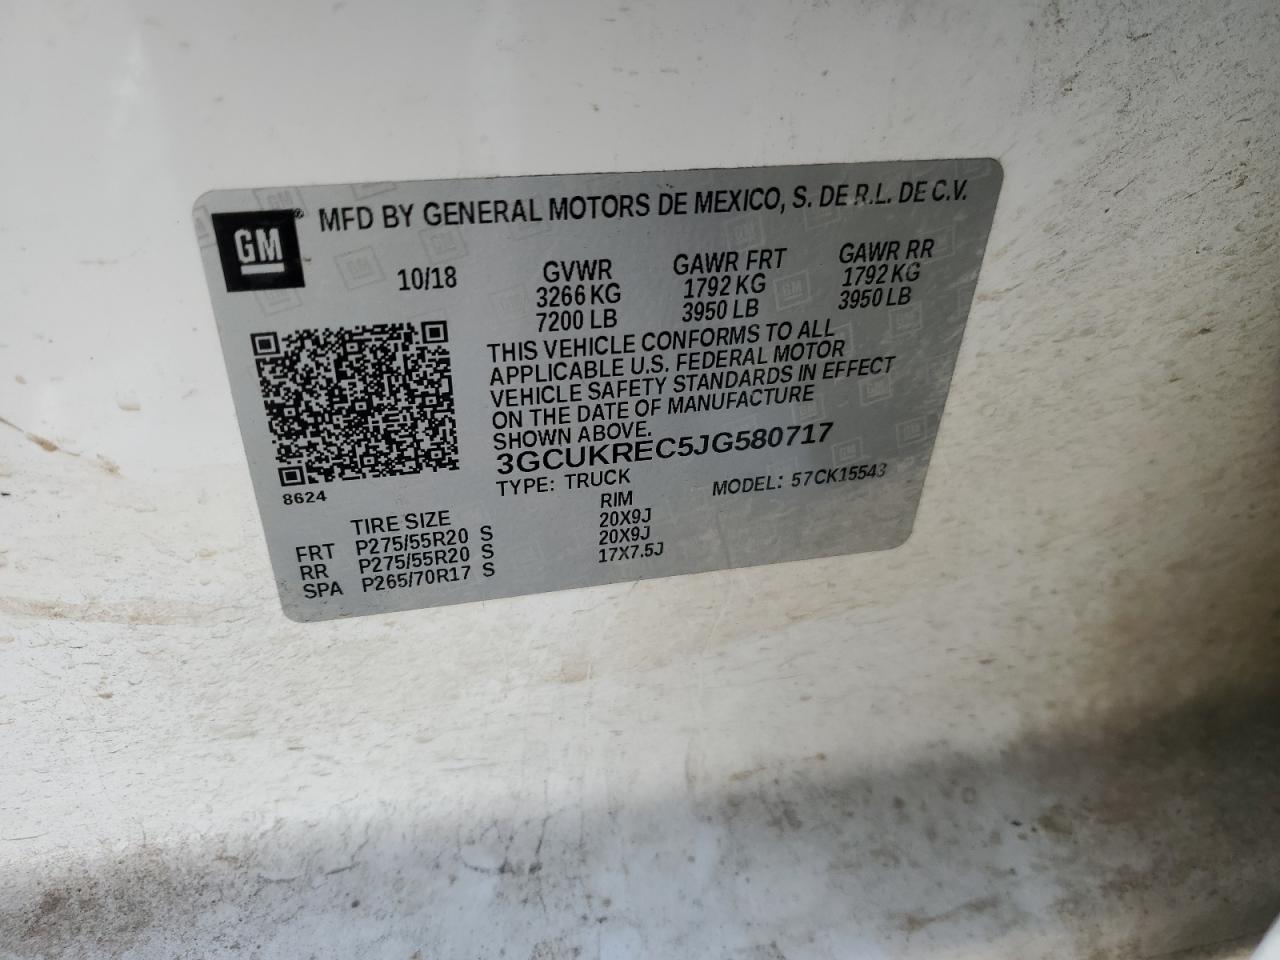 GM
®
MFD BY GENERAL MOTORS DE MEXICO, S. DE R.L. DE C.V.
10/18
GVWR GAWR FRT GAWR RR
3266 KG 1792 KG 1792 KG
7200 LB 3950 LB 3950 LB
THIS VEHICLE CONFORMS TO ALL
APPLICABLE U.S. FEDERAL MOTOR
VEHICLE SAFETY STANDARDS IN EFFECT
ON THE DATE OF MANUFACTURE
SHOWN ABOVE.
3GCUKREC5JG580717
8624
TYPE: TRUCK MODEL: 57CK15543
TIRE SIZE RIM
FRT P275/55R20 S 20X9J
RR P275/55R20 S 20X9J
SPA P265/70R17 S 17X7.5J